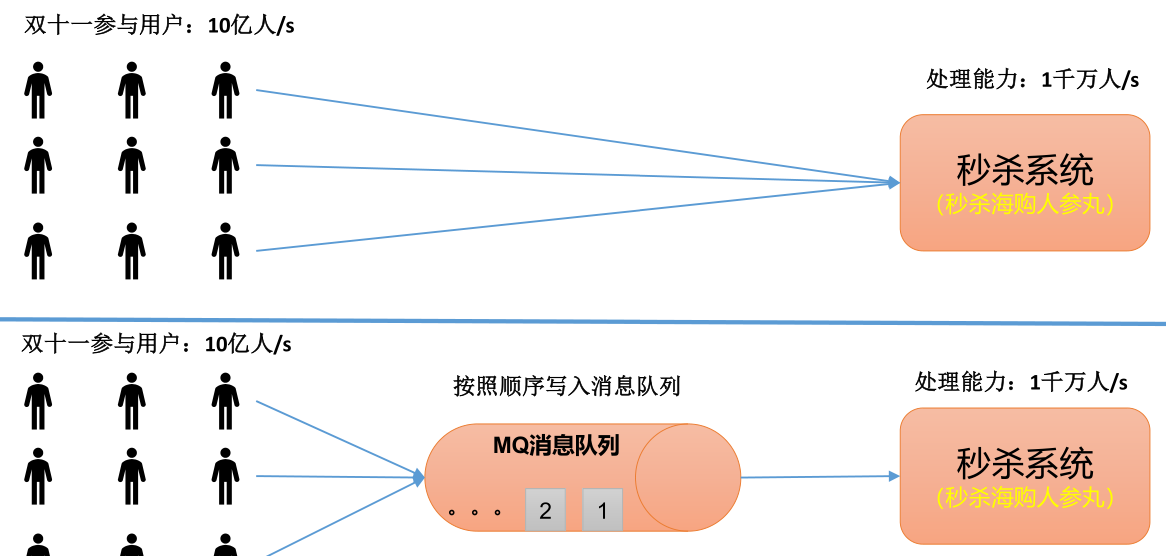 双十一参与用户：10亿人/s
处理能力：1千万人/s
秒杀系统
（秒杀海购人参丸）
双十一参与用户：10亿人/s
按照顺序写入消息队列
处理能力：1千万人/s
MQ消息队列
秒杀系统
（秒杀海购人参丸）
。。。 2 1